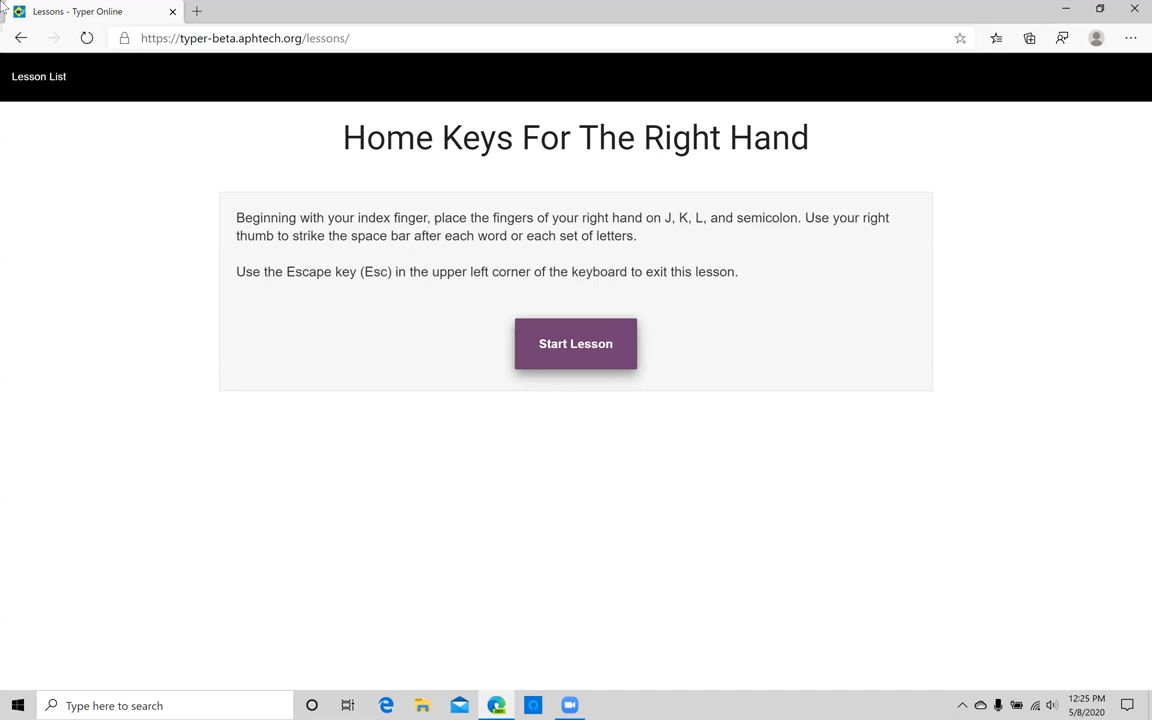 Lessons - Typer Online
https://typer-beta.aphtech.org/lessons/
Lesson List
Home Keys For The Right Hand
Beginning with your index finger, place the fingers of your right hand on J, K, L, and semicolon. Use your right
thumb to strike the space bar after each word or each set of letters.
Use the Escape key (Esc) in the upper left corner of the keyboard to exit this lesson.
Start Lesson
Type here to search
DEV
12:25 PM
5/8/2020